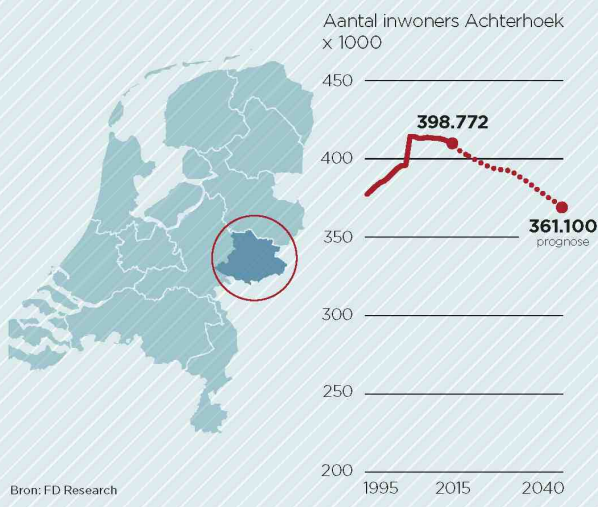 Aantal inwoners Achterhoek
x 1000
450
398.772
400
361.100
350
prognose
300
250
200
1995 2015 2040
Bron: FD Research